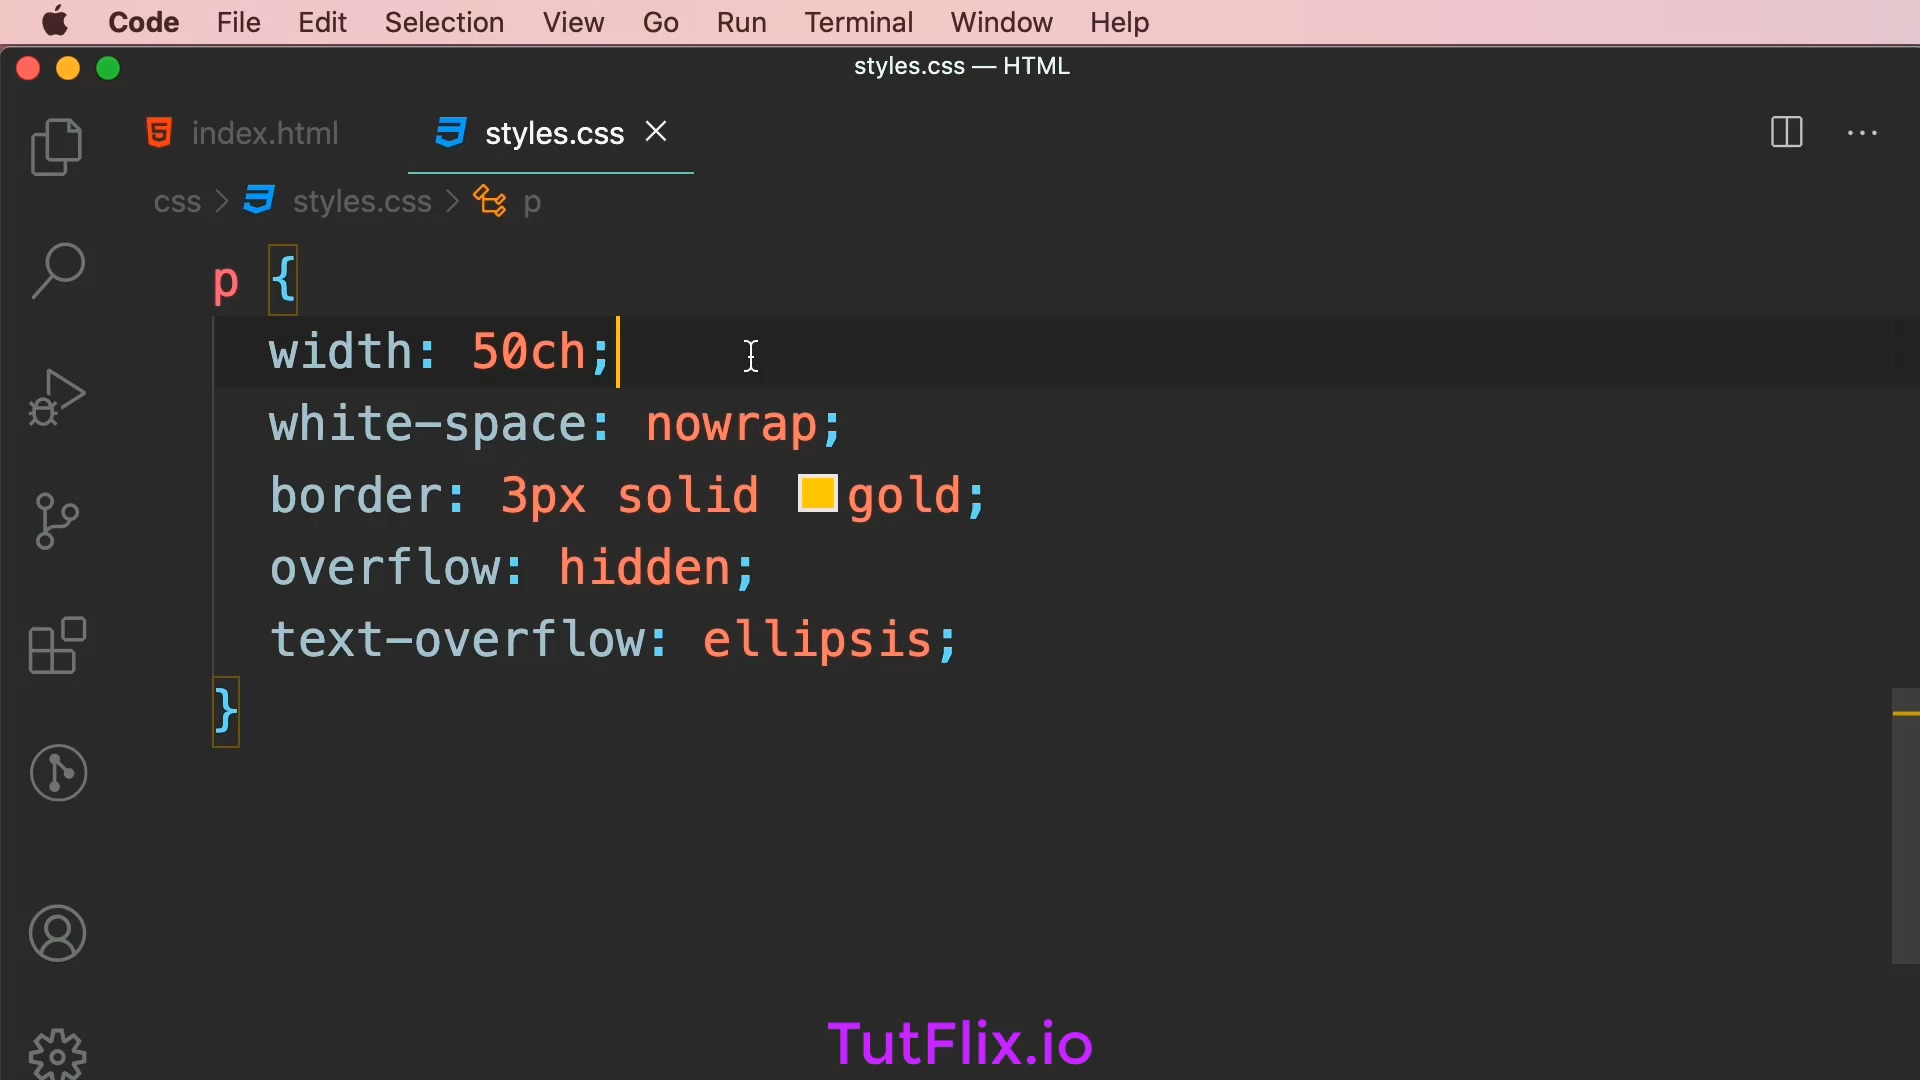 Code File Edit Selection View Go Run Terminal Window Help
styles.css — HTML
index.html styles.css
css > styles.css > p
p {
width: 50ch;
white-space: nowrap;
border: 3px solid gold;
overflow: hidden;
text-overflow: ellipsis;
}
TutFlix.io